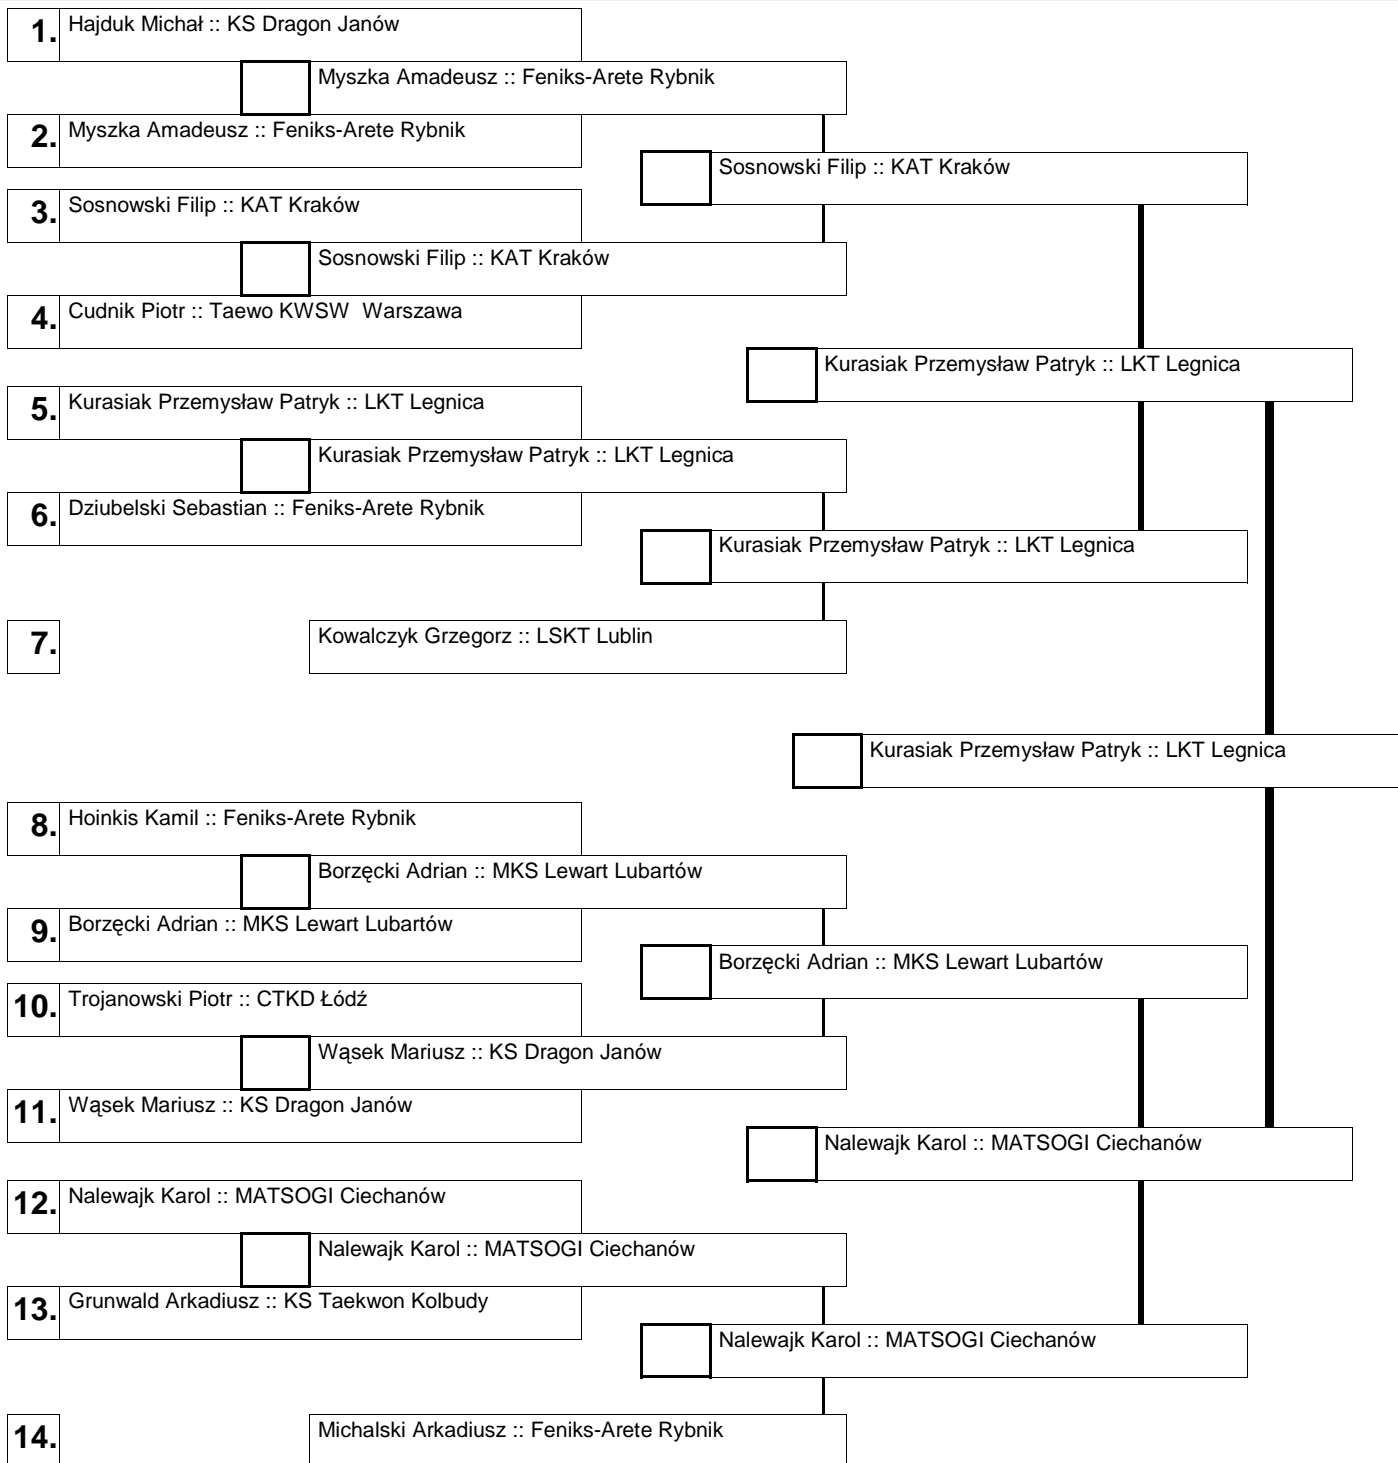 1. Hajduk Michał :: KS Dragon Janów
Myszka Amadeusz :: Feniks-Arete Rybnik
2. Myszka Amadeusz :: Feniks-Arete Rybnik
Sosnowski Filip :: KAT Kraków
3. Sosnowski Filip :: KAT Kraków
Sosnowski Filip :: KAT Kraków
4. Cudnik Piotr :: Taewo KWSW  Warszawa
Kurasiak Przemysław Patryk :: LKT Legnica
5. Kurasiak Przemysław Patryk :: LKT Legnica
Kurasiak Przemysław Patryk :: LKT Legnica
6. Dziubelski Sebastian :: Feniks-Arete Rybnik
Kurasiak Przemysław Patryk :: LKT Legnica
7. Kowalczyk Grzegorz :: LSKT Lublin
Kurasiak Przemysław Patryk :: LKT Legnica
8. Hoinkis Kamil :: Feniks-Arete Rybnik
Borzęcki Adrian :: MKS Lewart Lubartów
9. Borzęcki Adrian :: MKS Lewart Lubartów
Borzęcki Adrian :: MKS Lewart Lubartów
10. Trojanowski Piotr :: CTKD Łódź
Wąsek Mariusz :: KS Dragon Janów
11. Wąsek Mariusz :: KS Dragon Janów
Nalewajk Karol :: MATSOGI Ciechanów
12. Nalewajk Karol :: MATSOGI Ciechanów
Nalewajk Karol :: MATSOGI Ciechanów
13. Grunwald Arkadiusz :: KS Taekwon Kolbudy
Nalewajk Karol :: MATSOGI Ciechanów
14. Michalski Arkadiusz :: Feniks-Arete Rybnik